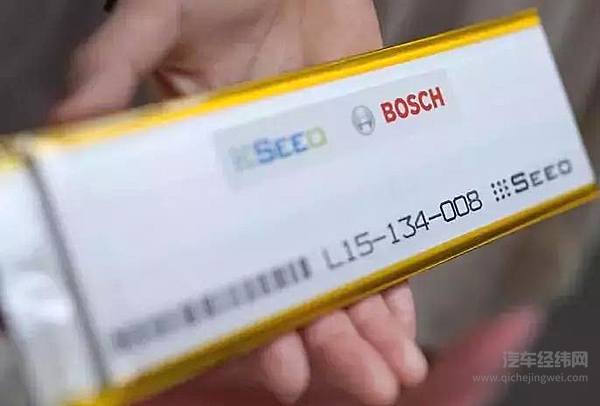 SEEO BOSCH
L15-134-008 SEEO
汽车经纬网
www.qichejingwei.com